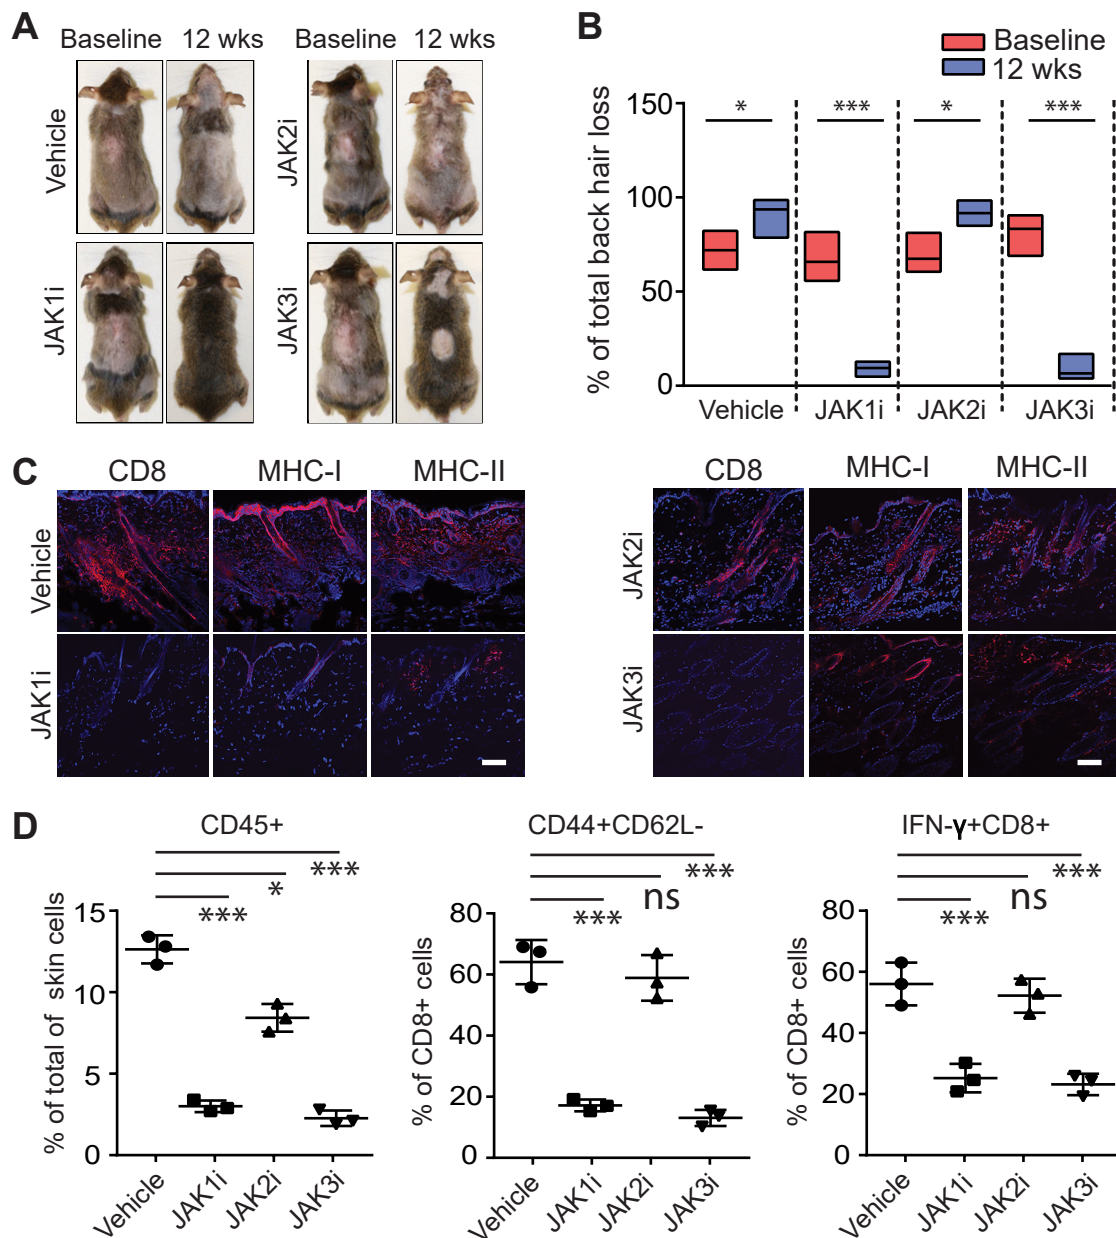 A
Baseline 12 wks Baseline 12 wks
Vehicle
JAK2i
JAK1i
JAK3i
B
Baseline
12 wks
% of total back hair loss
150
100
50
0
* *** * ***
Vehicle JAK1i JAK2i JAK3i
C
CD8 MHC-I MHC-II
Vehicle
JAK1i
CD8 MHC-I MHC-II
JAK2i
JAK3i
D
CD45+
***
*
***
% of total of skin cells
15
10
5
0
Vehicle JAK1i JAK2i JAK3i
CD44+CD62L-
***
ns
***
% of CD8+ cells
80
60
40
20
0
Vehicle JAK1i JAK2i JAK3i
IFN-γ+CD8+
***
ns
***
% of CD8+ cells
80
60
40
20
0
Vehicle JAK1i JAK2i JAK3i